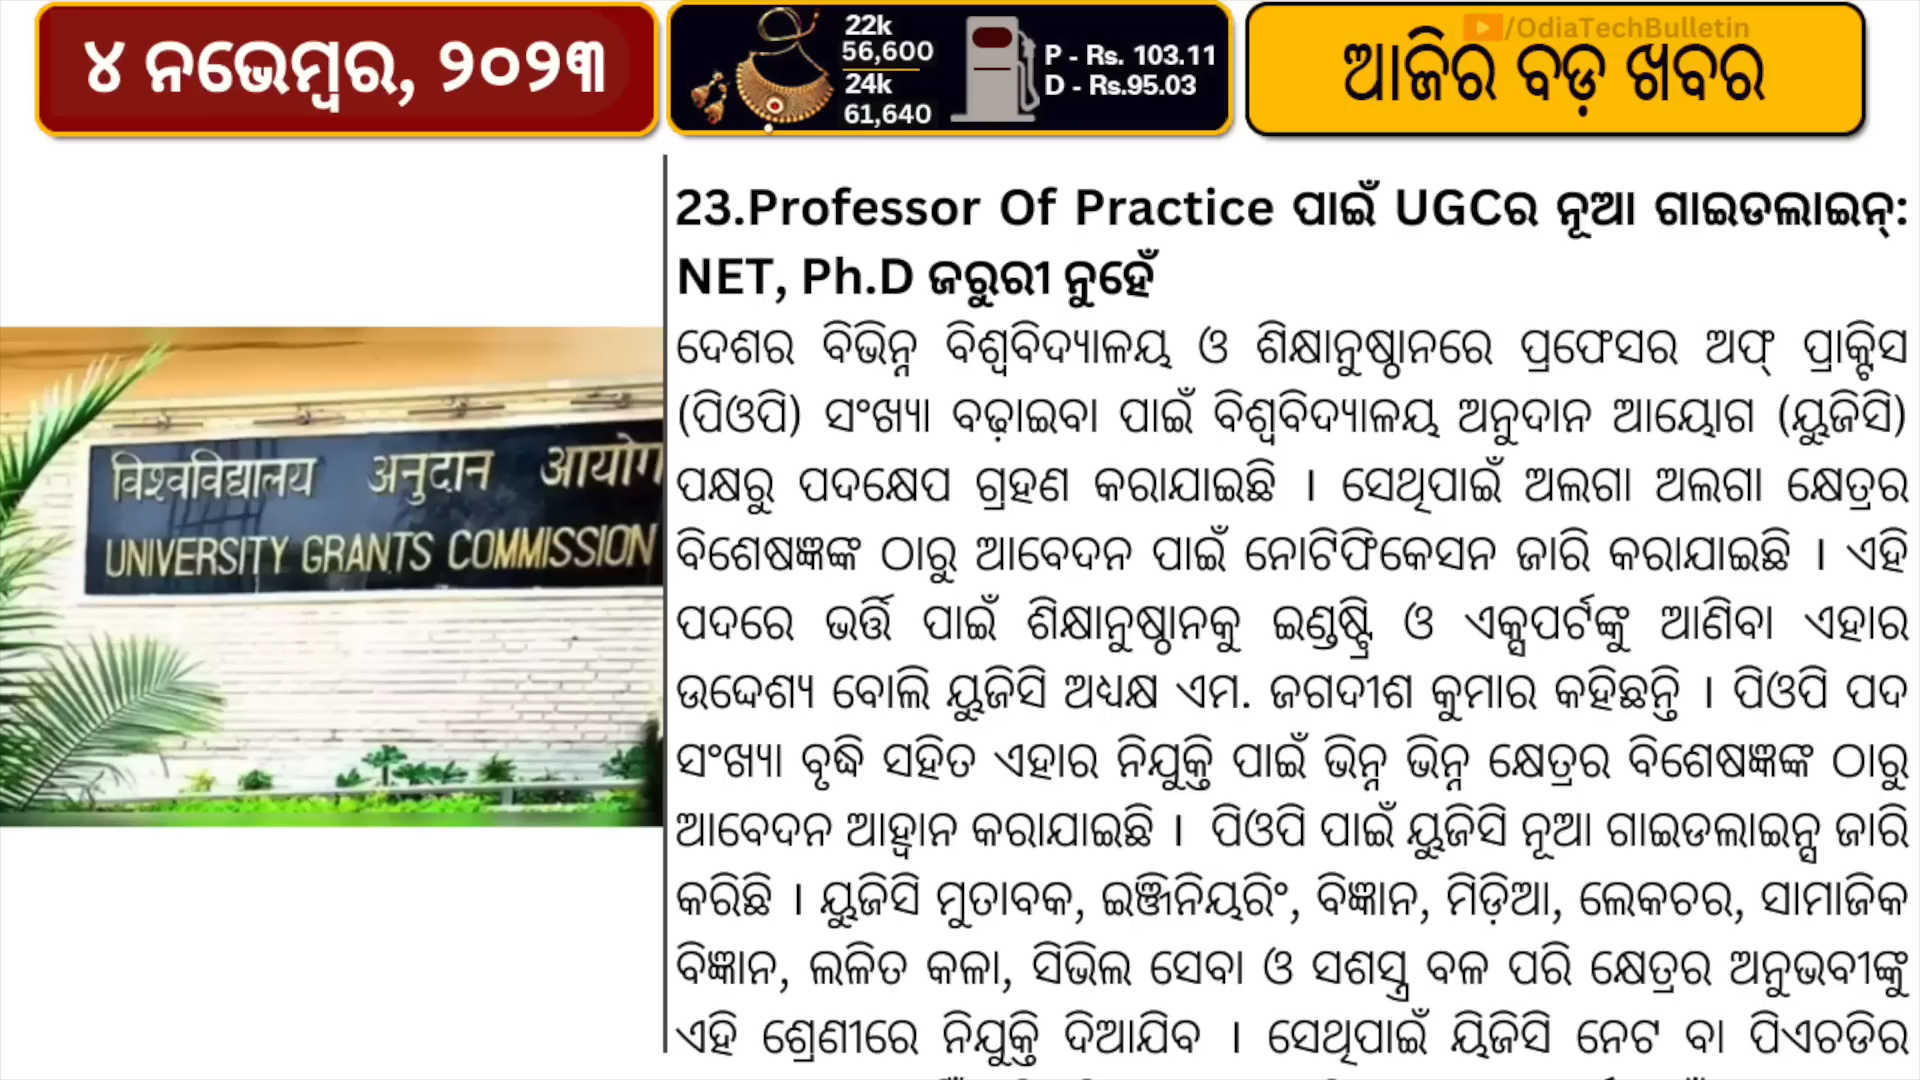 ୪ ନଭେମ୍ବର, ୨୦୨୩
22k
56,600
24k
61,640
P - Rs. 103.11
D - Rs.95.03
/OdiaTechBulletin
ଆଜିର ବଡ଼ ଖବର
23.Professor Of Practice ପାଇଁ UGCର ନୂଆ ଗାଇଡଲାଇନ୍:
NET, Ph.D ଜରୁରୀ ନୁହେଁ
ଦେଶର ବିଭିନ୍ନ ବିଶ୍ୱବିଦ୍ୟାଳୟ ଓ ଶିକ୍ଷାନୁଷ୍ଠାନରେ ପ୍ରଫେସର ଅଫ୍ ପ୍ରାକ୍ଟିସ
(ପିଓପି) ସଂଖ୍ୟା ବଢ଼ାଇବା ପାଇଁ ବିଶ୍ୱବିଦ୍ୟାଳୟ ଅନୁଦାନ ଆୟୋଗ (ୟୁଜିସି)
ପକ୍ଷରୁ ପଦକ୍ଷେପ ଗ୍ରହଣ କରାଯାଇଛି । ସେଥିପାଇଁ ଅଲଗା ଅଲଗା କ୍ଷେତ୍ରର
ବିଶେଷଜ୍ଞଙ୍କ ଠାରୁ ଆବେଦନ ପାଇଁ ନୋଟିଫିକେସନ ଜାରି କରାଯାଇଛି । ଏହି
ପଦରେ ଭର୍ତ୍ତି ପାଇଁ ଶିକ୍ଷାନୁଷ୍ଠାନକୁ ଇଣ୍ଡଷ୍ଟ୍ରି ଓ ଏକ୍ସପର୍ଟଙ୍କୁ ଆଣିବା ଏହାର
ଉଦ୍ଦେଶ୍ୟ ବୋଲି ୟୁଜିସି ଅଧ୍ୟକ୍ଷ ଏମ. ଜଗଦୀଶ କୁମାର କହିଛନ୍ତି । ପିଓପି ପଦ
ସଂଖ୍ୟା ବୃଦ୍ଧି ସହିତ ଏହାର ନିଯୁକ୍ତି ପାଇଁ ଭିନ୍ନ ଭିନ୍ନ କ୍ଷେତ୍ରର ବିଶେଷଜ୍ଞଙ୍କ ଠାରୁ
ଆବେଦନ ଆହ୍ୱାନ କରାଯାଇଛି । ପିଓପି ପାଇଁ ୟୁଜିସି ନୂଆ ଗାଇଡଲାଇନ୍ସ ଜାରି
କରିଛି । ୟୁଜିସି ମୁତାବକ, ଇଞ୍ଜିନିୟରିଂ, ବିଜ୍ଞାନ, ମିଡ଼ିଆ, ଲେକଚର, ସାମାଜିକ
ବିଜ୍ଞାନ, ଲଳିତ କଳା, ସିଭିଲ ସେବା ଓ ସଶସ୍ତ୍ର ବଳ ପରି କ୍ଷେତ୍ରର ଅନୁଭବୀଙ୍କୁ
ଏହି ଶ୍ରେଣୀରେ ନିଯୁକ୍ତି ଦିଆଯିବ । ସେଥିପାଇଁ ୟିଜିସି ନେଟ ବା ପିଏଚଡିର
विश्वविद्यालय अनुदान आयोग
UNIVERSITY GRANTS COMMISSION